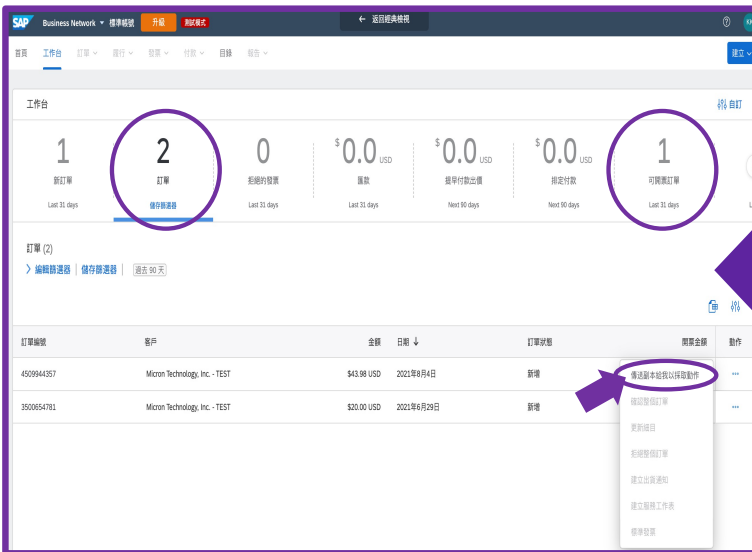 SAP Business Network 標準帳號 升級 測試模式 ← 返回經典檢視
首頁 工作台 訂單 履行 發票 付款 目錄 報告 建立
工作台 自訂
1 2 0 $0.0 USD $0.0 USD $0.0 USD 1
新訂單 訂單 拒絕的發票 匯款 提早付款出價 排定付款 可開票訂單
Last 31 days 儲存篩選器 Last 31 days Last 31 days Next 90 days Next 90 days Last 31 days
訂單 (2)
編輯篩選器 儲存篩選器 過去 90 天
訂單編號 客戶 金額 日期 ↓ 訂單狀態 開票金額 動作
4509944357 Micron Technology, Inc. - TEST $43.98 USD 2021年8月4日 新增 傳送副本給我以採取動作 ...
確認整個訂單
3500654781 Micron Technology, Inc. - TEST $20.00 USD 2021年6月29日 新增 ...
更新細目
拒絕整個訂單
建立出貨通知
建立服務工作表
標準發票